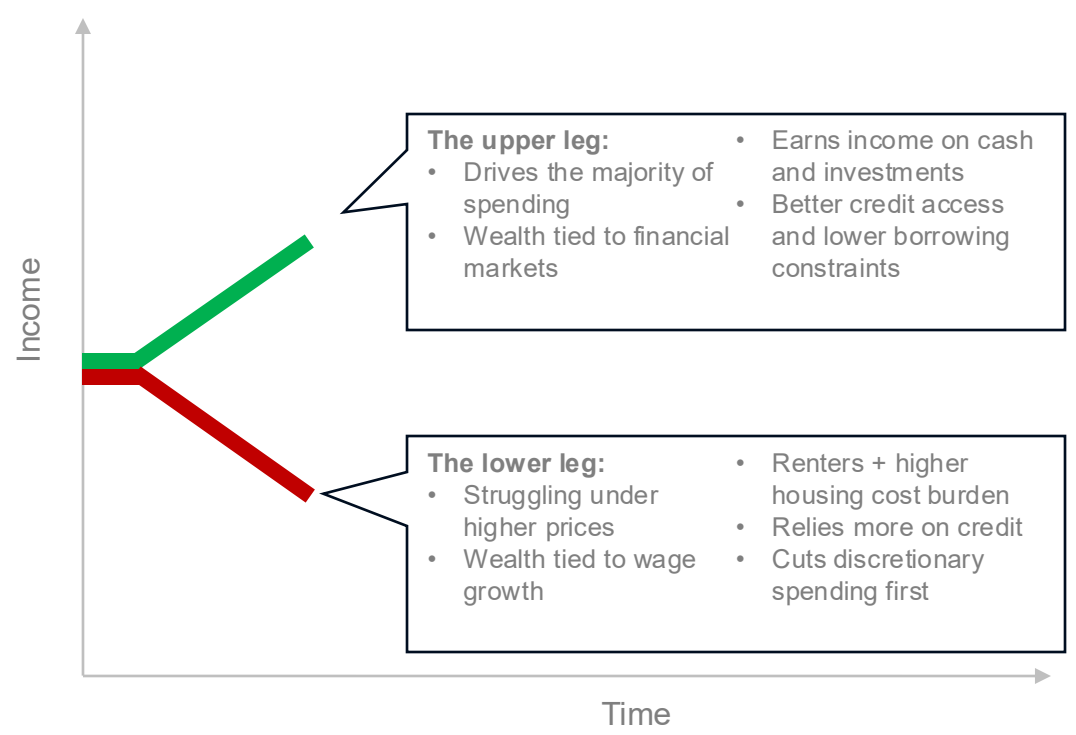 The upper leg:
• Drives the majority of
spending
• Wealth tied to financial
markets
• Earns income on cash
and investments
• Better credit access
and lower borrowing
constraints
Income
The lower leg:
• Struggling under
higher prices
• Wealth tied to wage
growth
• Renters + higher
housing cost burden
• Relies more on credit
• Cuts discretionary
spending first
Time